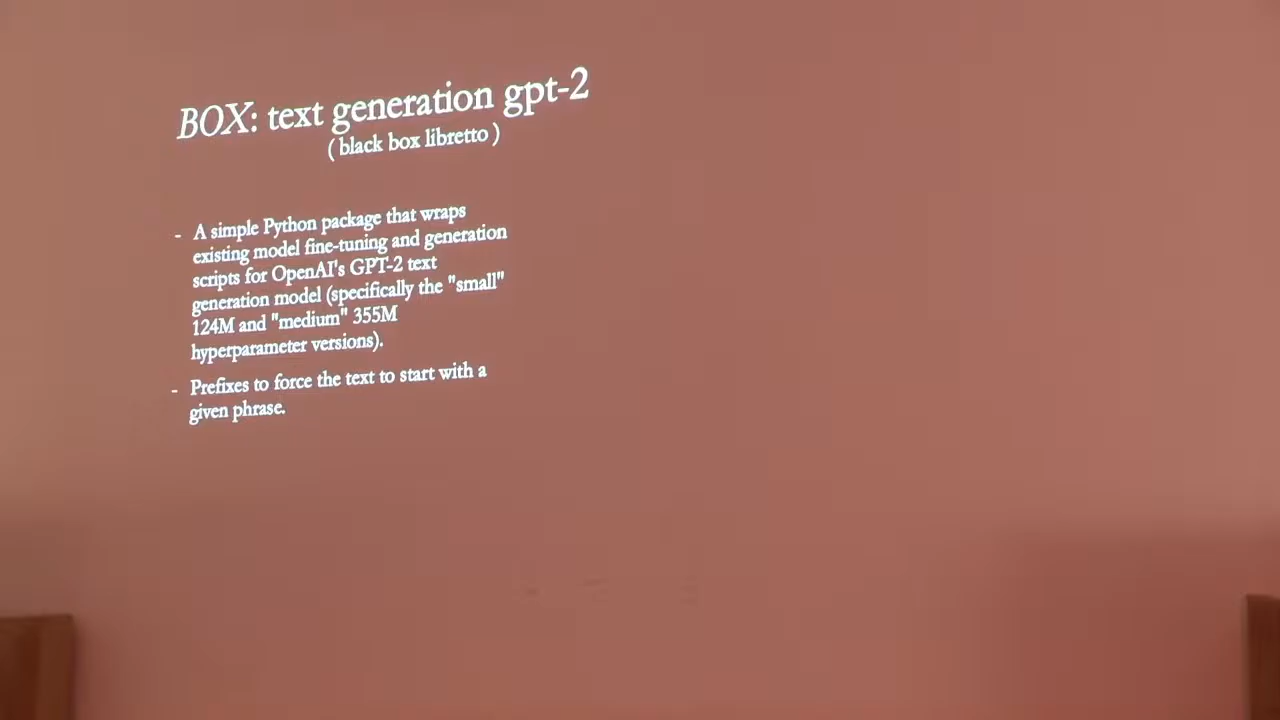 BOX: text generation gpt-2
( black box libretto )
- A simple Python package that wraps
existing model fine-tuning and generation
scripts for OpenAI's GPT-2 text
generation model (specifically the "small"
124M and "medium" 355M
hyperparameter versions).
- Prefixes to force the text to start with a
given phrase.